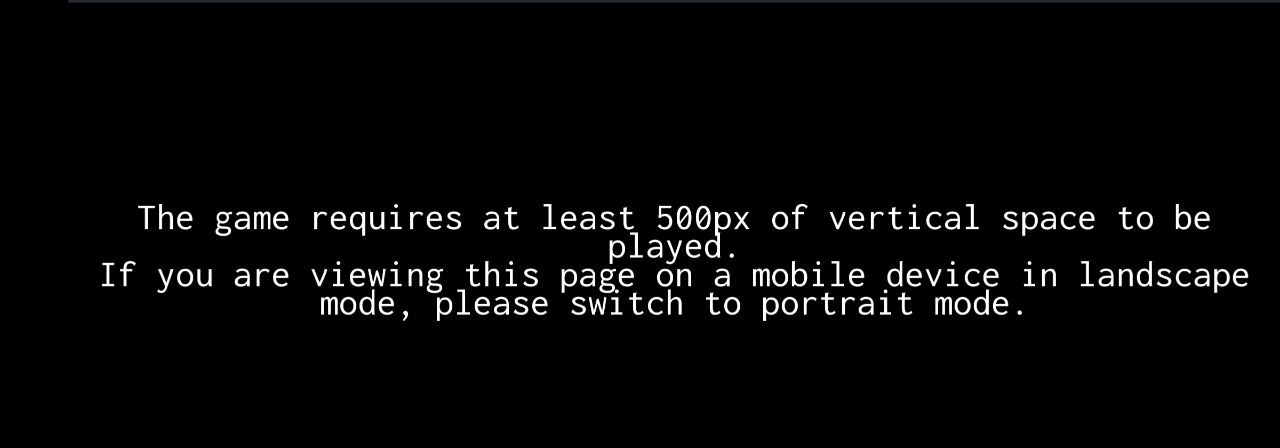 The game requires at least 500px of vertical space to be
played.
If you are viewing this page on a mobile device in landscape
mode, please switch to portrait mode.